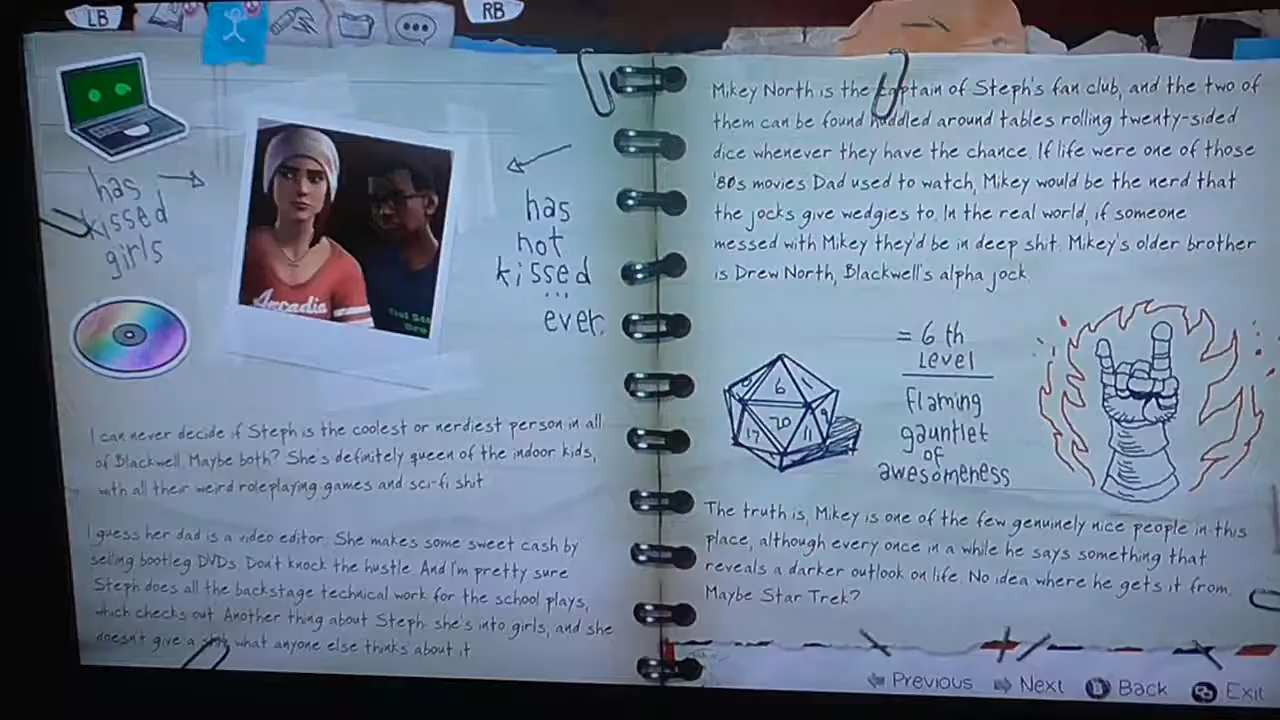 LB
RB
has
kissed
girls
has
not
kissed
...
ever.
Arcadia
I can never decide if Steph is the coolest or nerdiest person in all
of Blackwell. Maybe both? She's definitely queen of the indoor kids,
with all their weird roleplaying games and sci-fi shit
I guess her dad is a video editor. She makes some sweet cash by
selling bootleg DVDs. Don't knock the hustle. And I'm pretty sure
Steph does all the backstage technical work for the school plays,
which checks out. Another thing about Steph: she's into girls, and she
doesn't give a what anyone else thinks about it
Mikey North is the captain of Steph's fan club, and the two of
them can be found huddled around tables rolling twenty-sided
dice whenever they have the chance. If life were one of those
'80s movies Dad used to watch, Mikey would be the nerd that
the jocks give wedgies to. In the real world, if someone
messed with Mikey they'd be in deep shit. Mikey's older brother
is Drew North, Blackwell's alpha jock.
= 6th
LEVEL
Flaming
gauntlet
of
awesomeness
6
20
17
11
9
The truth is, Mikey is one of the few genuinely nice people in this
place, although every once in a while he says something that
reveals a darker outlook on life. No idea where he gets it from.
Maybe Star Trek?
Previous
Next
Back
Exit